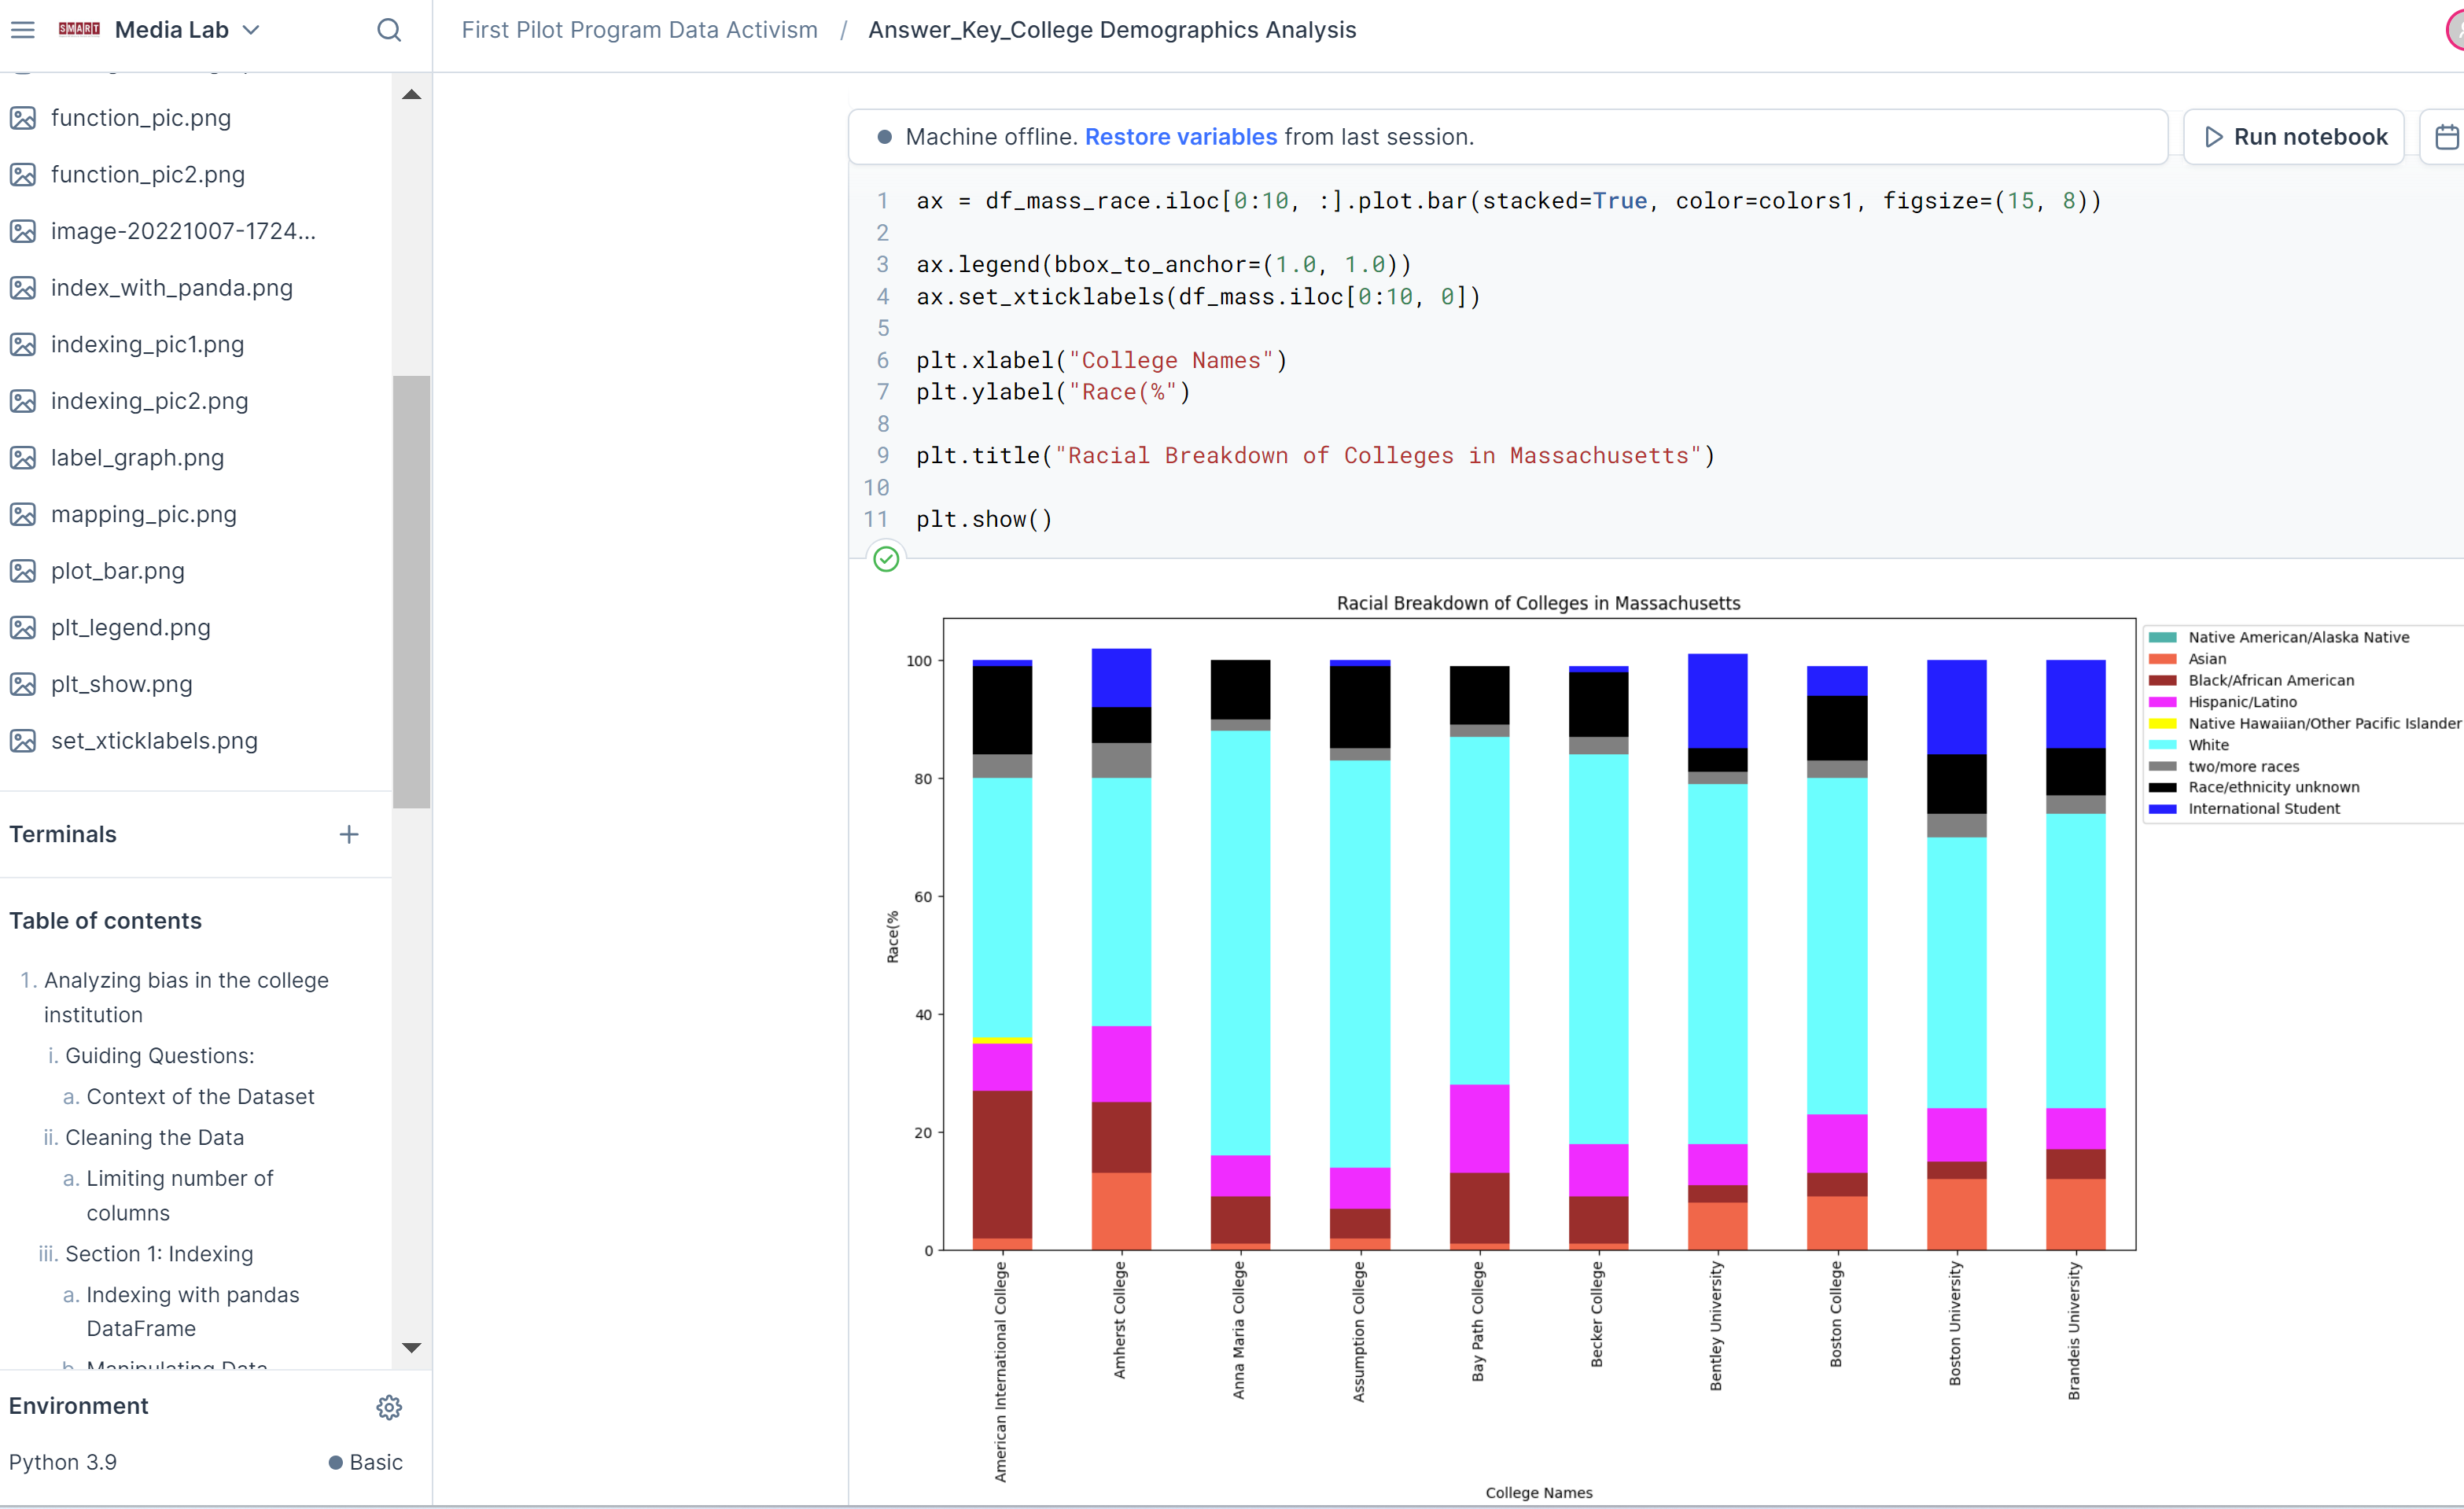 SMART Media Lab
First Pilot Program Data Activism / Answer_Key_College Demographics Analysis
function_pic.png
function_pic2.png
image-20221007-1724...
index_with_panda.png
indexing_pic1.png
indexing_pic2.png
label_graph.png
mapping_pic.png
plot_bar.png
plt_legend.png
plt_show.png
set_xticklabels.png
Terminals
Table of contents
1. Analyzing bias in the college
institution
i. Guiding Questions:
a. Context of the Dataset
ii. Cleaning the Data
a. Limiting number of
columns
iii. Section 1: Indexing
a. Indexing with pandas
DataFrame
b. Manipulating Data
Environment
Python 3.9
Basic
Machine offline. Restore variables from last session.
Run notebook
1 ax = df_mass_race.iloc[0:10, :].plot.bar(stacked=True, color=colors1, figsize=(15, 8))
2
3 ax.legend(bbox_to_anchor=(1.0, 1.0))
4 ax.set_xticklabels(df_mass.iloc[0:10, 0])
5
6 plt.xlabel("College Names")
7 plt.ylabel("Race(%")
8
9 plt.title("Racial Breakdown of Colleges in Massachusetts")
10
11 plt.show()
Racial Breakdown of Colleges in Massachusetts
100
80
60
40
20
0
Race(%
American International College
Amherst College
Anna Maria College
Assumption College
Bay Path College
Becker College
Bentley University
Boston College
Boston University
Brandeis University
College Names
Native American/Alaska Native
Asian
Black/African American
Hispanic/Latino
Native Hawaiian/Other Pacific Islander
White
two/more races
Race/ethnicity unknown
International Student